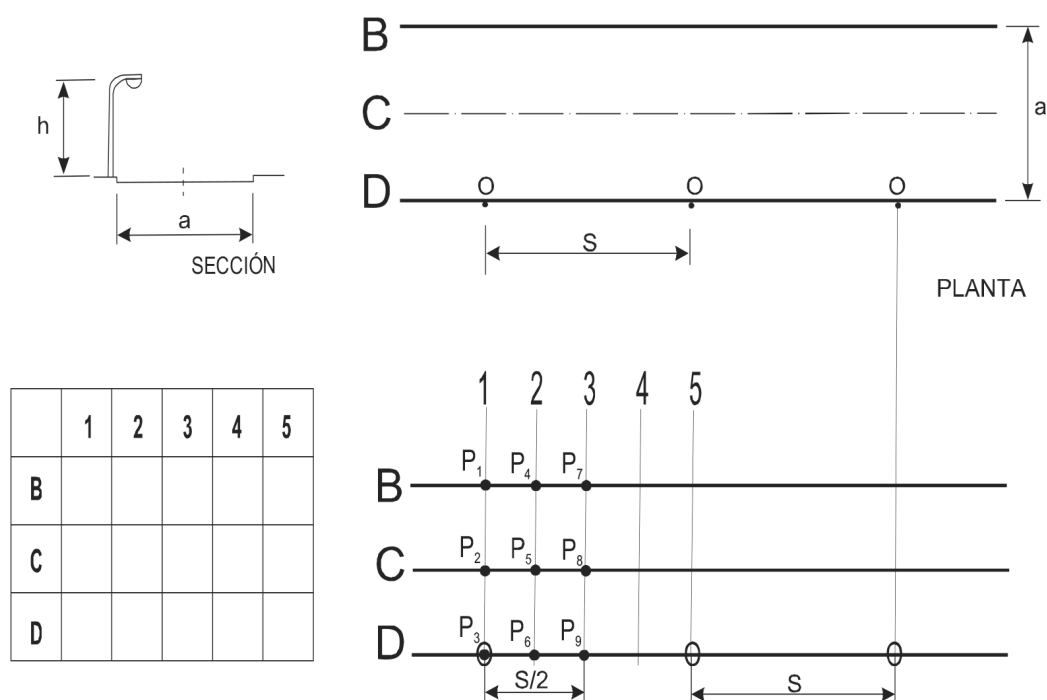 B
C
D
a
O O O
S
PLANTA
h
a
SECCIÓN
1 2 3 4 5
B
C
D
1 2 3 4 5
B
P1 P4 P7
C
P2 P5 P8
D
P3 P6 P9
S/2
S